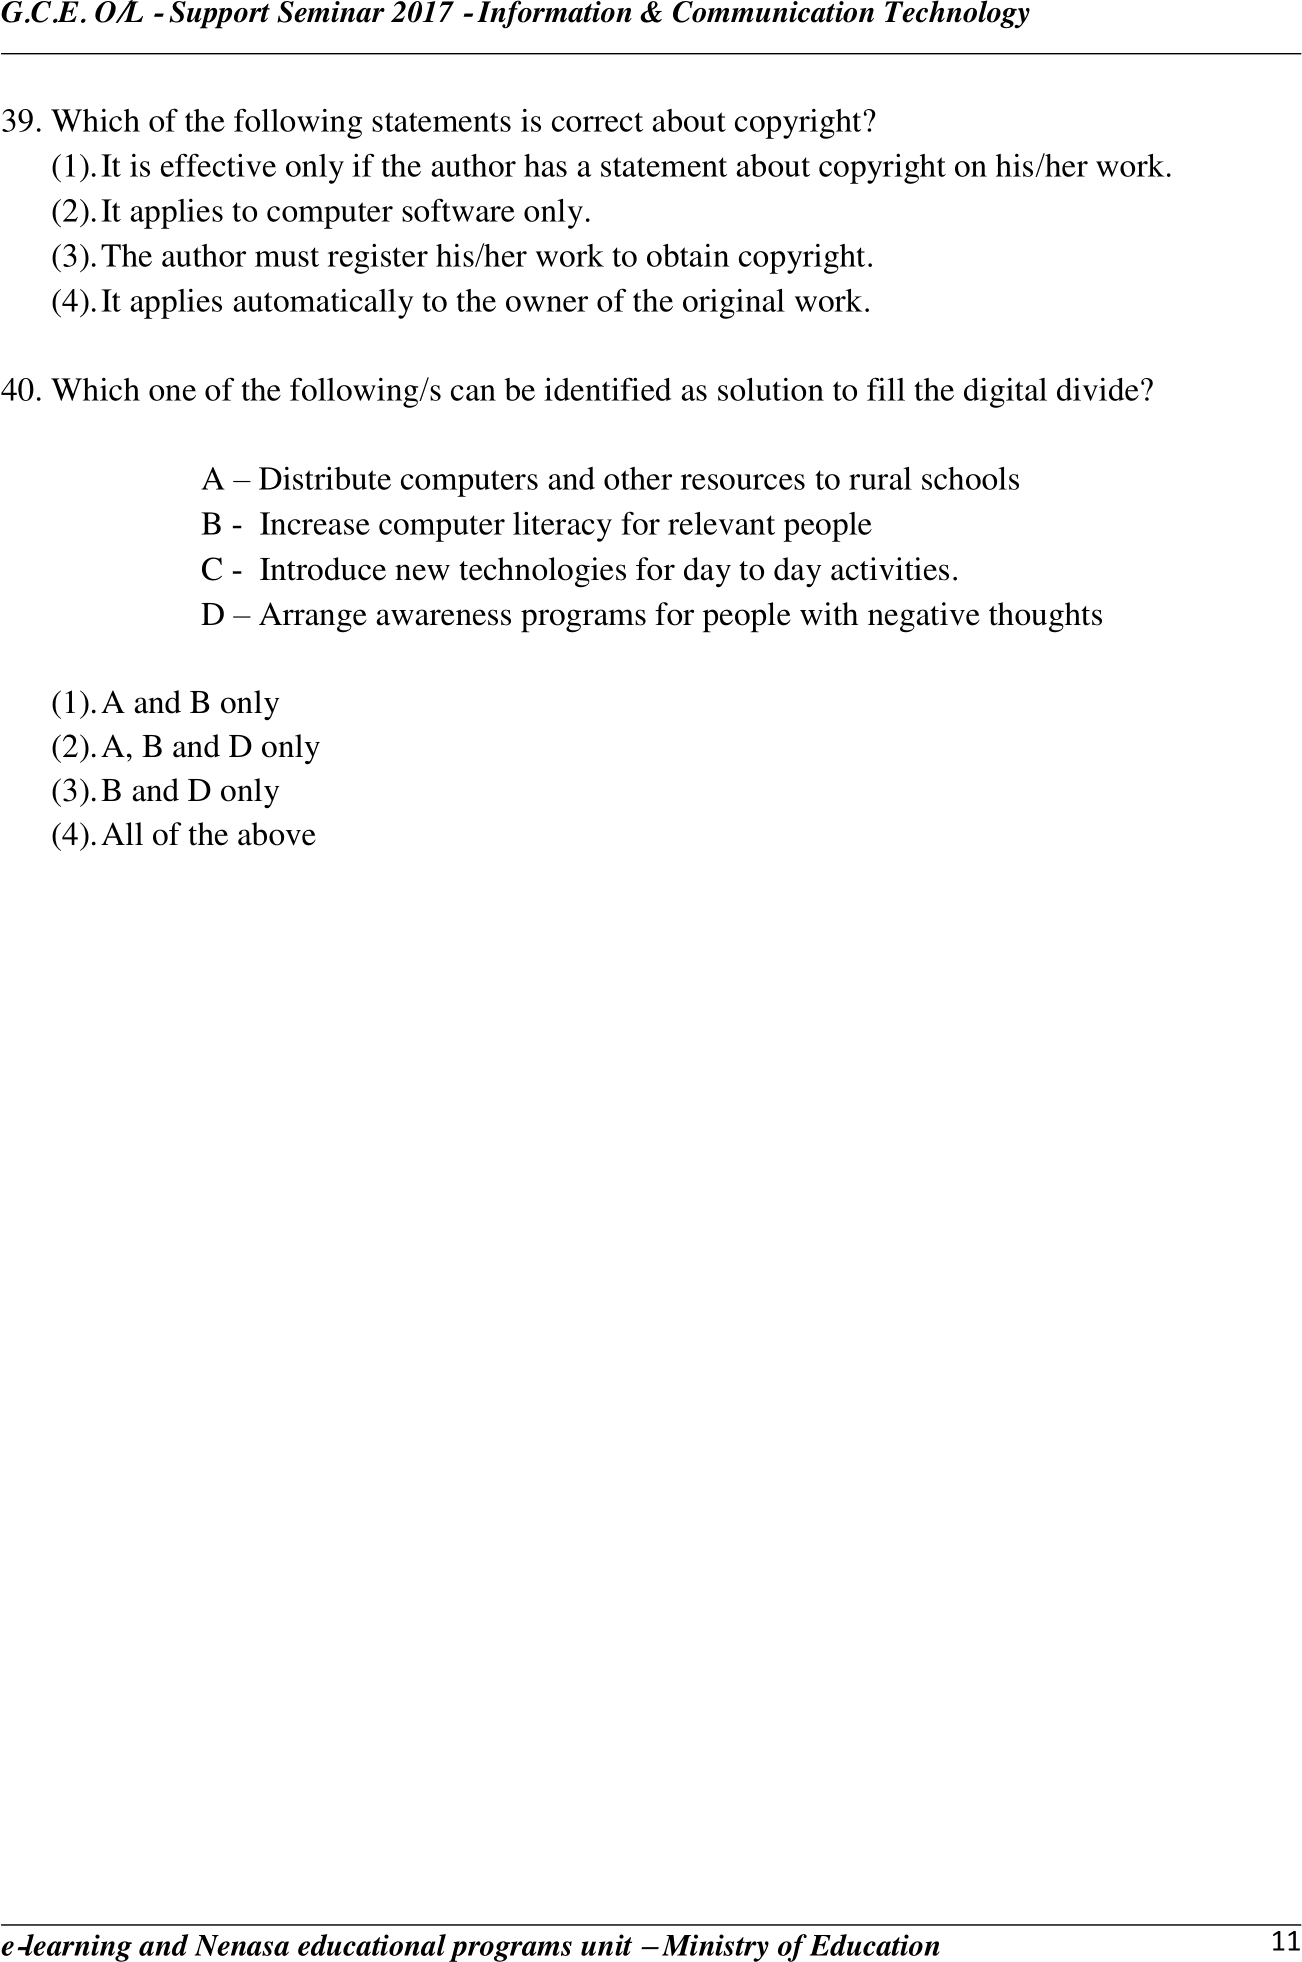 G.C.E. O/L - Support Seminar 2017 - Information & Communication Technology
39. Which of the following statements is correct about copyright?
(1). It is effective only if the author has a statement about copyright on his/her work.
(2). It applies to computer software only.
(3). The author must register his/her work to obtain copyright.
(4). It applies automatically to the owner of the original work.
40. Which one of the following/s can be identified as solution to fill the digital divide?
A – Distribute computers and other resources to rural schools
B - Increase computer literacy for relevant people
C - Introduce new technologies for day to day activities.
D – Arrange awareness programs for people with negative thoughts
(1). A and B only
(2). A, B and D only
(3). B and D only
(4). All of the above
e-learning and Nenasa educational programs unit – Ministry of Education 11